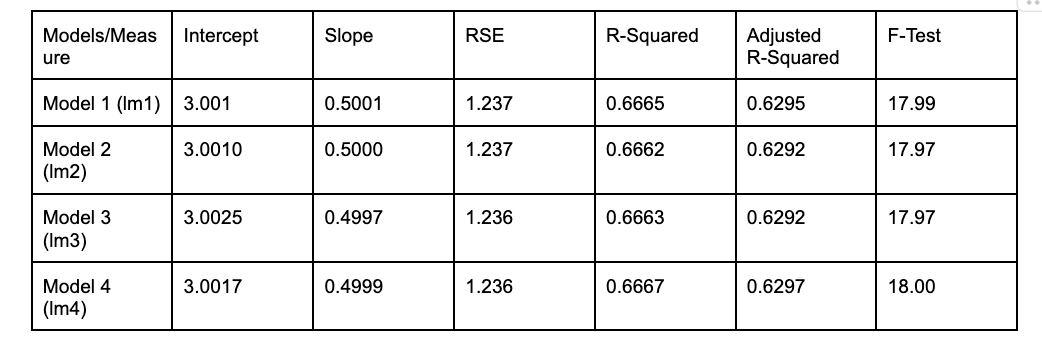 Models/Meas Intercept Slope RSE R-Squared Adjusted F-Test
ure R-Squared
Model 1 (lm1) 3.001 0.5001 1.237 0.6665 0.6295 17.99
Model 2 3.0010 0.5000 1.237 0.6662 0.6292 17.97
(lm2)
Model 3 3.0025 0.4997 1.236 0.6663 0.6292 17.97
(lm3)
Model 4 3.0017 0.4999 1.236 0.6667 0.6297 18.00
(lm4)